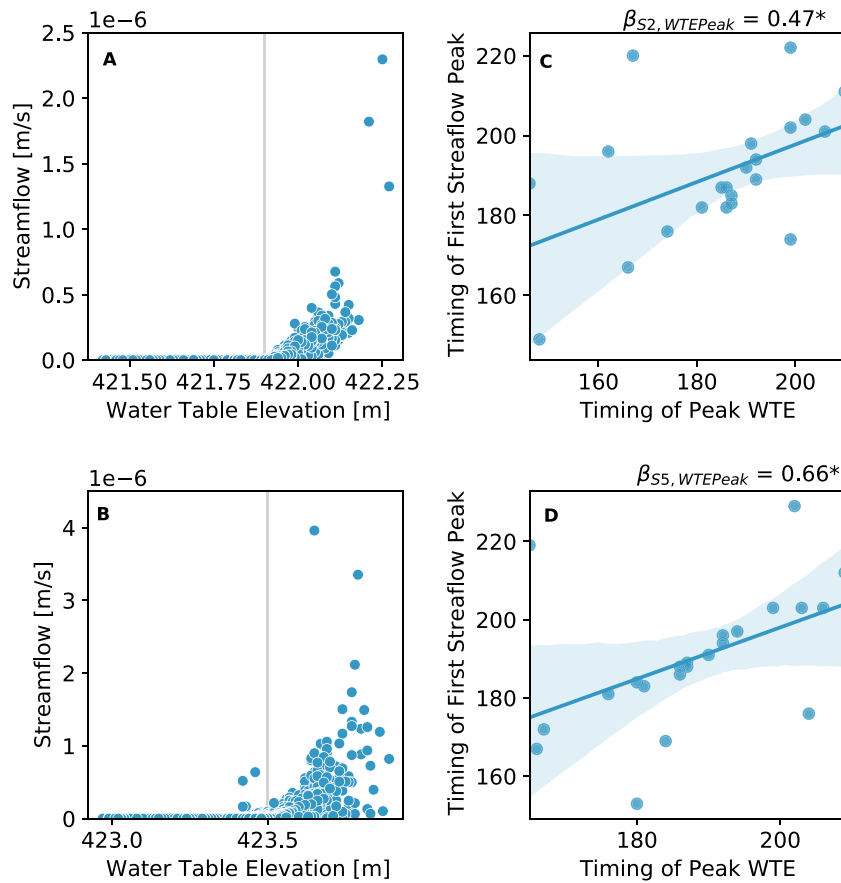 1e−6
A
2.5
2.0
1.5
1.0
0.5
0.0
Streamflow [m/s]
421.50 421.75 422.00 422.25
Water Table Elevation [m]
β_{S2, WTEPeak} = 0.47*
C
220
200
180
160
Timing of First Streaflow Peak
160 180 200
Timing of Peak WTE
1e−6
B
4
3
2
1
0
Streamflow [m/s]
423.0 423.5
Water Table Elevation [m]
β_{S5, WTEPeak} = 0.66*
D
220
200
180
160
Timing of First Streaflow Peak
180 200
Timing of Peak WTE